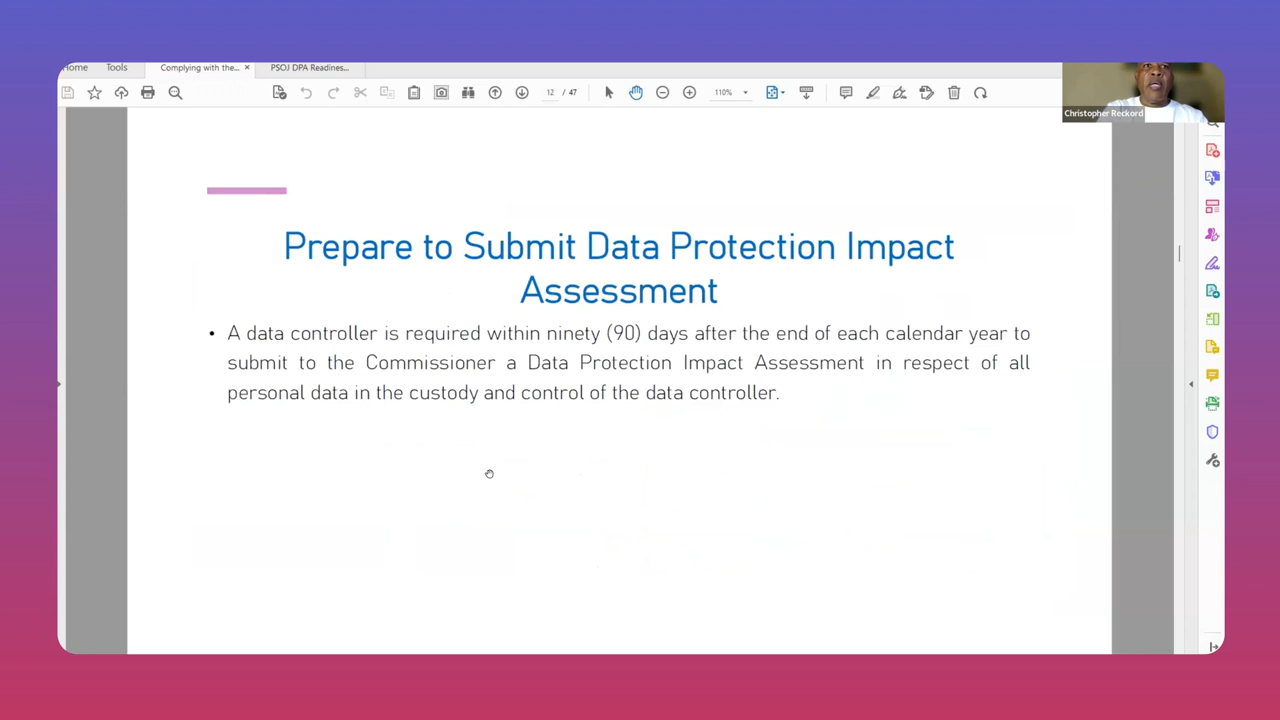 Home
Tools
Complying with the... ×
PSOJ DPA Readines...
12 / 47
110%
Christopher Reckord
Prepare to Submit Data Protection Impact
Assessment
• A data controller is required within ninety (90) days after the end of each calendar year to
submit to the Commissioner a Data Protection Impact Assessment in respect of all
personal data in the custody and control of the data controller.